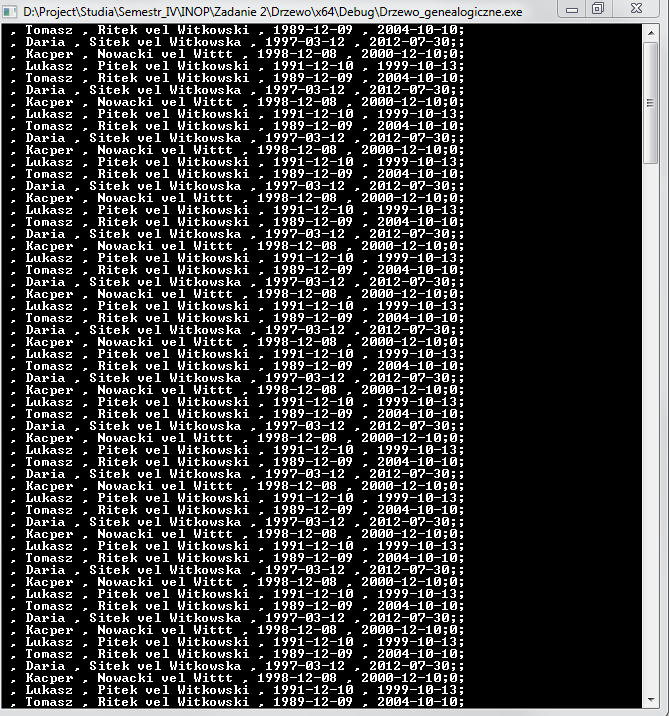 D:\Project\Studia\Semestr_IV\INOP\Zadanie 2\Drzewo\x64\Debug\Drzewo_genealogiczne.exe
, Tomasz , Ritek vel Witkowski , 1989-12-09 , 2004-10-10;
, Daria , Sitek vel Witkowska , 1997-03-12 , 2012-07-30;;
, Kacper , Nowacki vel Wittt , 1998-12-08 , 2000-12-10;0;
, Lukasz , Pitek vel Witkowski , 1991-12-10 , 1999-10-13;
, Tomasz , Ritek vel Witkowski , 1989-12-09 , 2004-10-10;
, Daria , Sitek vel Witkowska , 1997-03-12 , 2012-07-30;;
, Kacper , Nowacki vel Wittt , 1998-12-08 , 2000-12-10;0;
, Lukasz , Pitek vel Witkowski , 1991-12-10 , 1999-10-13;
, Tomasz , Ritek vel Witkowski , 1989-12-09 , 2004-10-10;
, Daria , Sitek vel Witkowska , 1997-03-12 , 2012-07-30;;
, Kacper , Nowacki vel Wittt , 1998-12-08 , 2000-12-10;0;
, Lukasz , Pitek vel Witkowski , 1991-12-10 , 1999-10-13;
, Tomasz , Ritek vel Witkowski , 1989-12-09 , 2004-10-10;
, Daria , Sitek vel Witkowska , 1997-03-12 , 2012-07-30;;
, Kacper , Nowacki vel Wittt , 1998-12-08 , 2000-12-10;0;
, Lukasz , Pitek vel Witkowski , 1991-12-10 , 1999-10-13;
, Tomasz , Ritek vel Witkowski , 1989-12-09 , 2004-10-10;
, Daria , Sitek vel Witkowska , 1997-03-12 , 2012-07-30;;
, Kacper , Nowacki vel Wittt , 1998-12-08 , 2000-12-10;0;
, Lukasz , Pitek vel Witkowski , 1991-12-10 , 1999-10-13;
, Tomasz , Ritek vel Witkowski , 1989-12-09 , 2004-10-10;
, Daria , Sitek vel Witkowska , 1997-03-12 , 2012-07-30;;
, Kacper , Nowacki vel Wittt , 1998-12-08 , 2000-12-10;0;
, Lukasz , Pitek vel Witkowski , 1991-12-10 , 1999-10-13;
, Tomasz , Ritek vel Witkowski , 1989-12-09 , 2004-10-10;
, Daria , Sitek vel Witkowska , 1997-03-12 , 2012-07-30;;
, Kacper , Nowacki vel Wittt , 1998-12-08 , 2000-12-10;0;
, Lukasz , Pitek vel Witkowski , 1991-12-10 , 1999-10-13;
, Tomasz , Ritek vel Witkowski , 1989-12-09 , 2004-10-10;
, Daria , Sitek vel Witkowska , 1997-03-12 , 2012-07-30;;
, Kacper , Nowacki vel Wittt , 1998-12-08 , 2000-12-10;0;
, Lukasz , Pitek vel Witkowski , 1991-12-10 , 1999-10-13;
, Tomasz , Ritek vel Witkowski , 1989-12-09 , 2004-10-10;
, Daria , Sitek vel Witkowska , 1997-03-12 , 2012-07-30;;
, Kacper , Nowacki vel Wittt , 1998-12-08 , 2000-12-10;0;
, Lukasz , Pitek vel Witkowski , 1991-12-10 , 1999-10-13;
, Tomasz , Ritek vel Witkowski , 1989-12-09 , 2004-10-10;
, Daria , Sitek vel Witkowska , 1997-03-12 , 2012-07-30;;
, Kacper , Nowacki vel Wittt , 1998-12-08 , 2000-12-10;0;
, Lukasz , Pitek vel Witkowski , 1991-12-10 , 1999-10-13;
, Tomasz , Ritek vel Witkowski , 1989-12-09 , 2004-10-10;
, Daria , Sitek vel Witkowska , 1997-03-12 , 2012-07-30;;
, Kacper , Nowacki vel Wittt , 1998-12-08 , 2000-12-10;0;
, Lukasz , Pitek vel Witkowski , 1991-12-10 , 1999-10-13;
, Tomasz , Ritek vel Witkowski , 1989-12-09 , 2004-10-10;
, Daria , Sitek vel Witkowska , 1997-03-12 , 2012-07-30;;
, Kacper , Nowacki vel Wittt , 1998-12-08 , 2000-12-10;0;
, Lukasz , Pitek vel Witkowski , 1991-12-10 , 1999-10-13;
, Tomasz , Ritek vel Witkowski , 1989-12-09 , 2004-10-10;
, Daria , Sitek vel Witkowska , 1997-03-12 , 2012-07-30;;
, Kacper , Nowacki vel Wittt , 1998-12-08 , 2000-12-10;0;
, Lukasz , Pitek vel Witkowski , 1991-12-10 , 1999-10-13;
, Tomasz , Ritek vel Witkowski , 1989-12-09 , 2004-10-10;
, Daria , Sitek vel Witkowska , 1997-03-12 , 2012-07-30;;
, Kacper , Nowacki vel Wittt , 1998-12-08 , 2000-12-10;0;
, Lukasz , Pitek vel Witkowski , 1991-12-10 , 1999-10-13;
, Tomasz , Ritek vel Witkowski , 1989-12-09 , 2004-10-10;